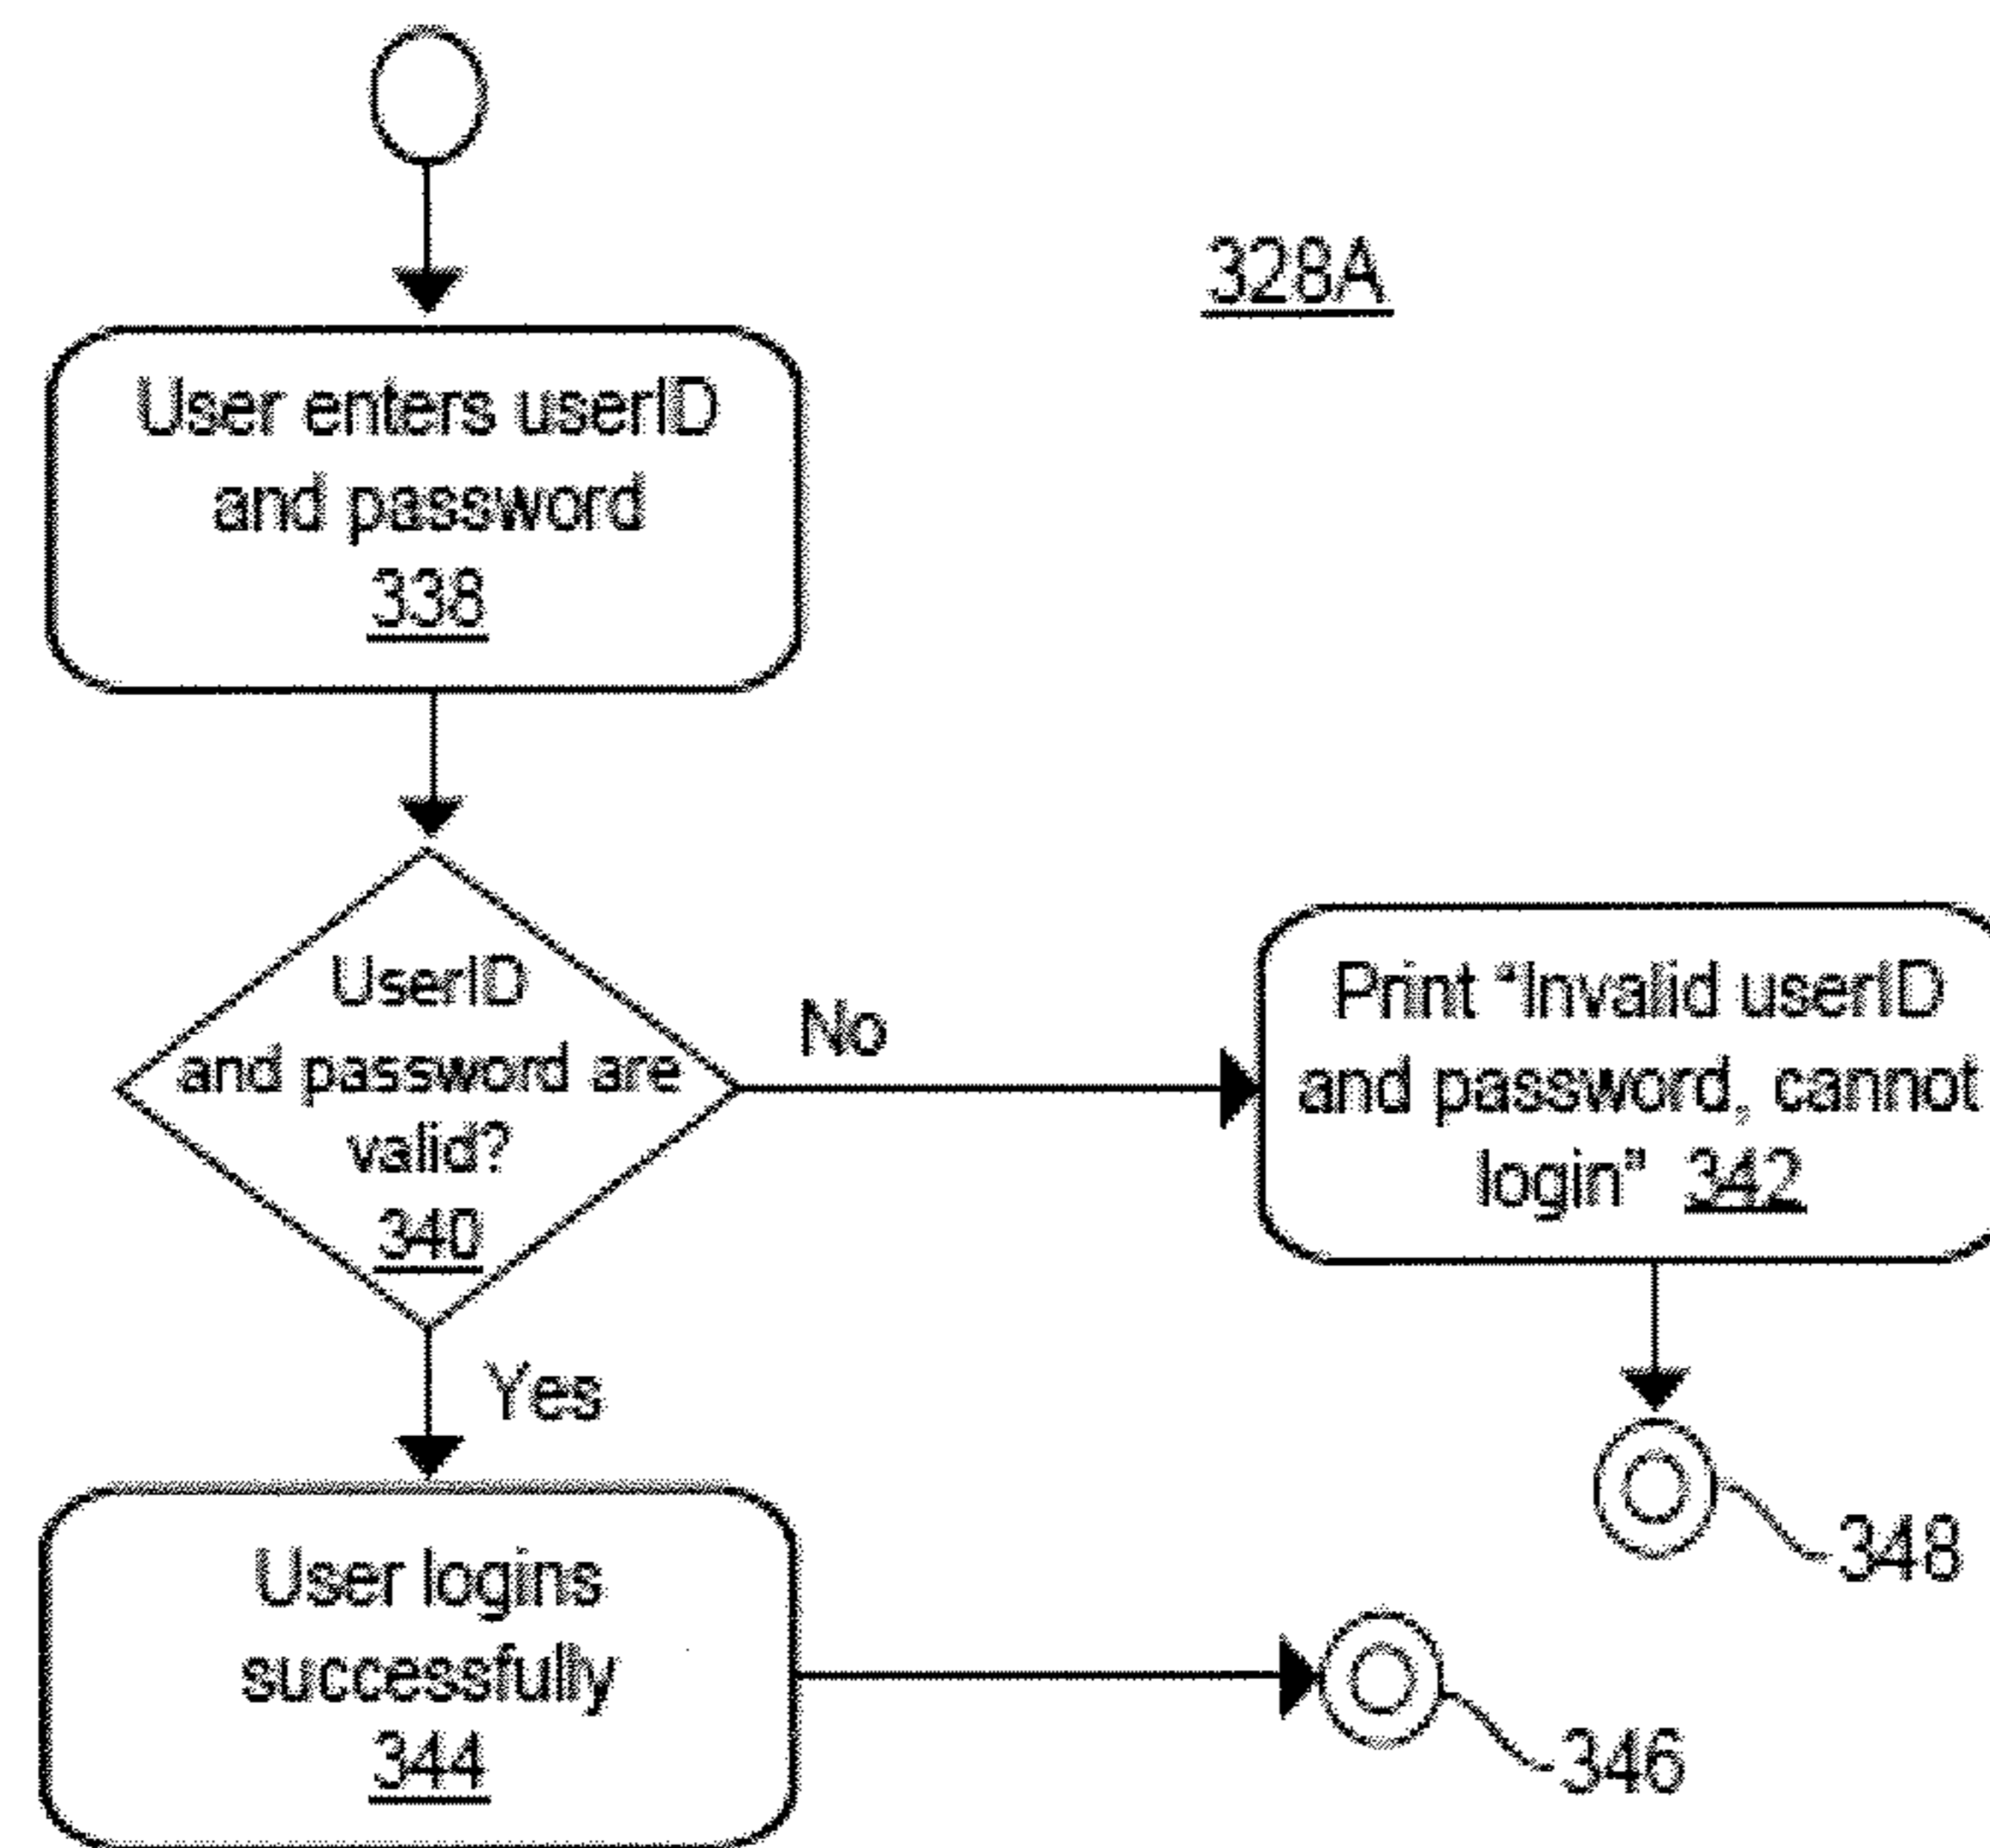 328A
User enters userID
and password
338
UserID
and password are
valid?
340
No
Print "Invalid userID
and password, cannot
login" 342
Yes
348
User logins
successfully
344
346